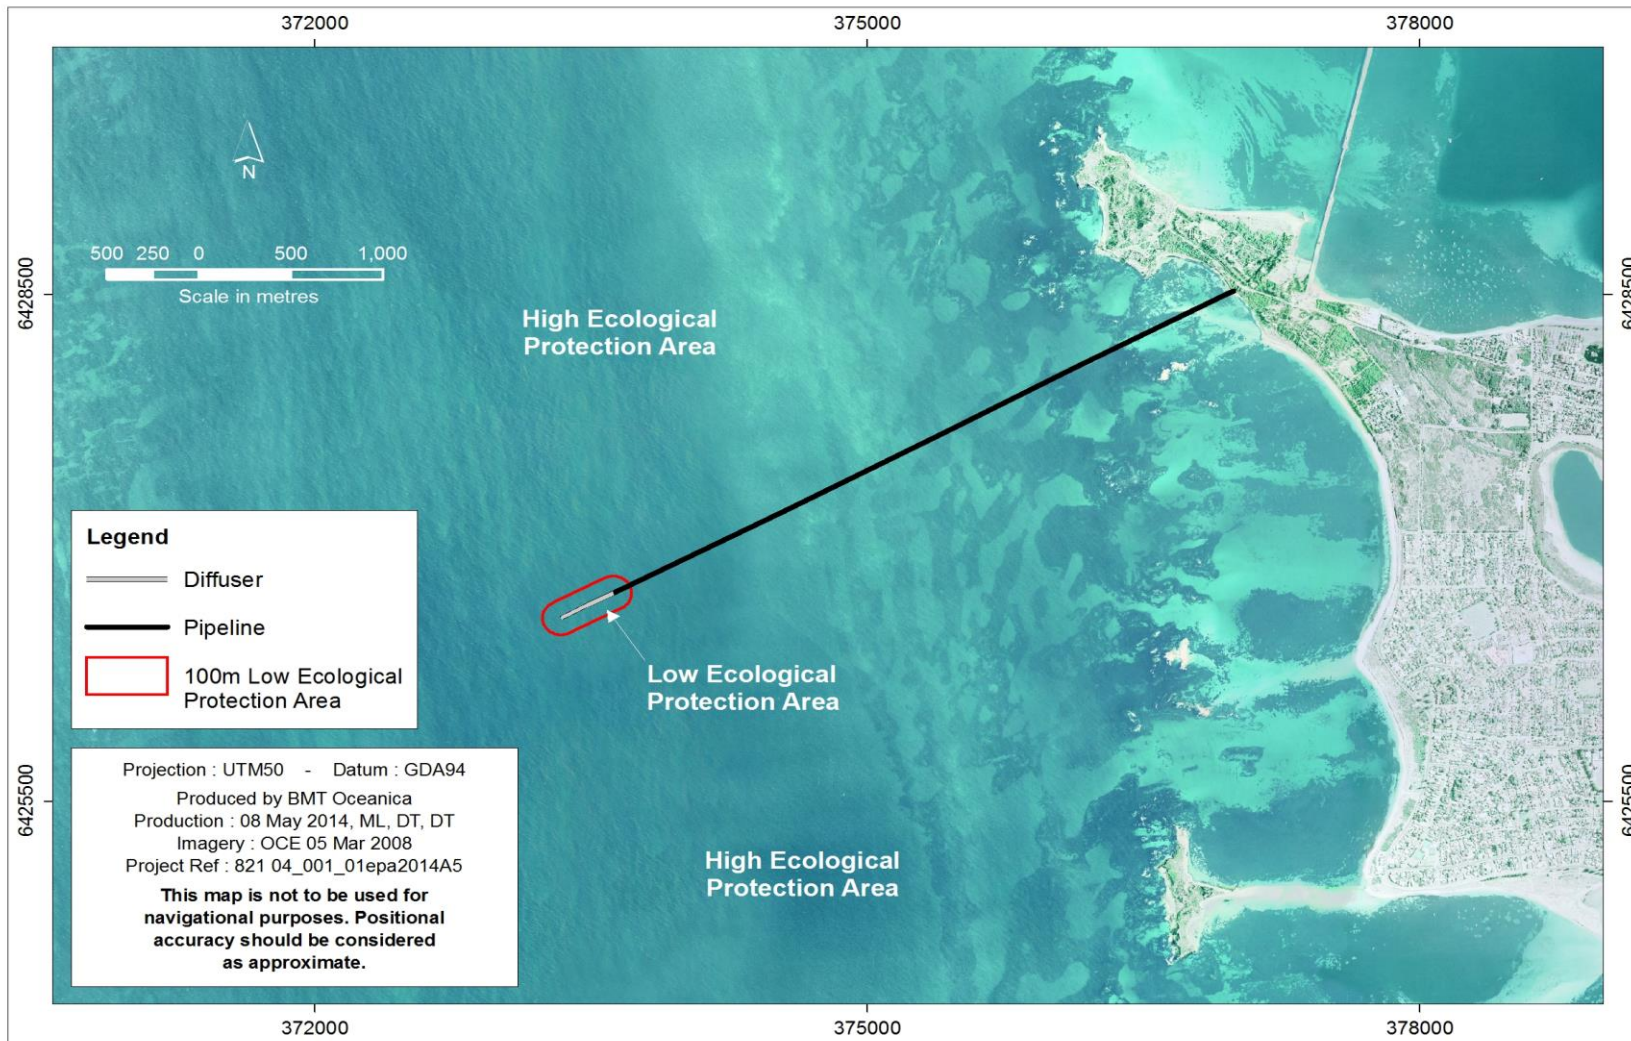 372000 375000 378000
N
500 250 0 500 1,000
Scale in metres
6428500 6428500
High Ecological
Protection Area
Legend
Diffuser
Pipeline
100m Low Ecological
Protection Area
Low Ecological
Protection Area
Projection : UTM50 - Datum : GDA94
Produced by BMT Oceanica
Production : 08 May 2014, ML, DT, DT
Imagery : OCE 05 Mar 2008
Project Ref : 821 04_001_01epa2014A5
This map is not to be used for
navigational purposes. Positional
accuracy should be considered
as approximate.
6425500 6425500
High Ecological
Protection Area
372000 375000 378000